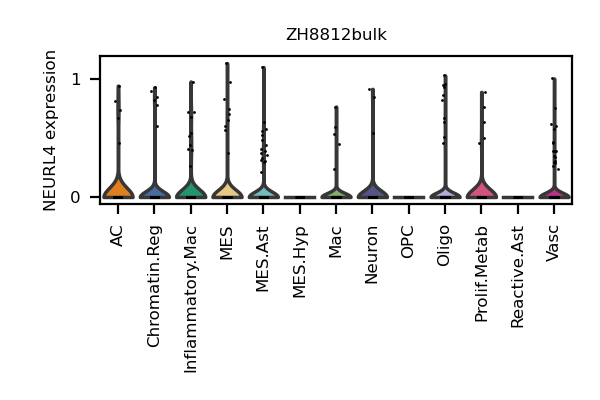 ZH8812bulk
NEURL4 expression
1
0
AC
Chromatin.Reg
Inflammatory.Mac
MES
MES.Ast
MES.Hyp
Mac
Neuron
OPC
Oligo
Prolif.Metab
Reactive.Ast
Vasc